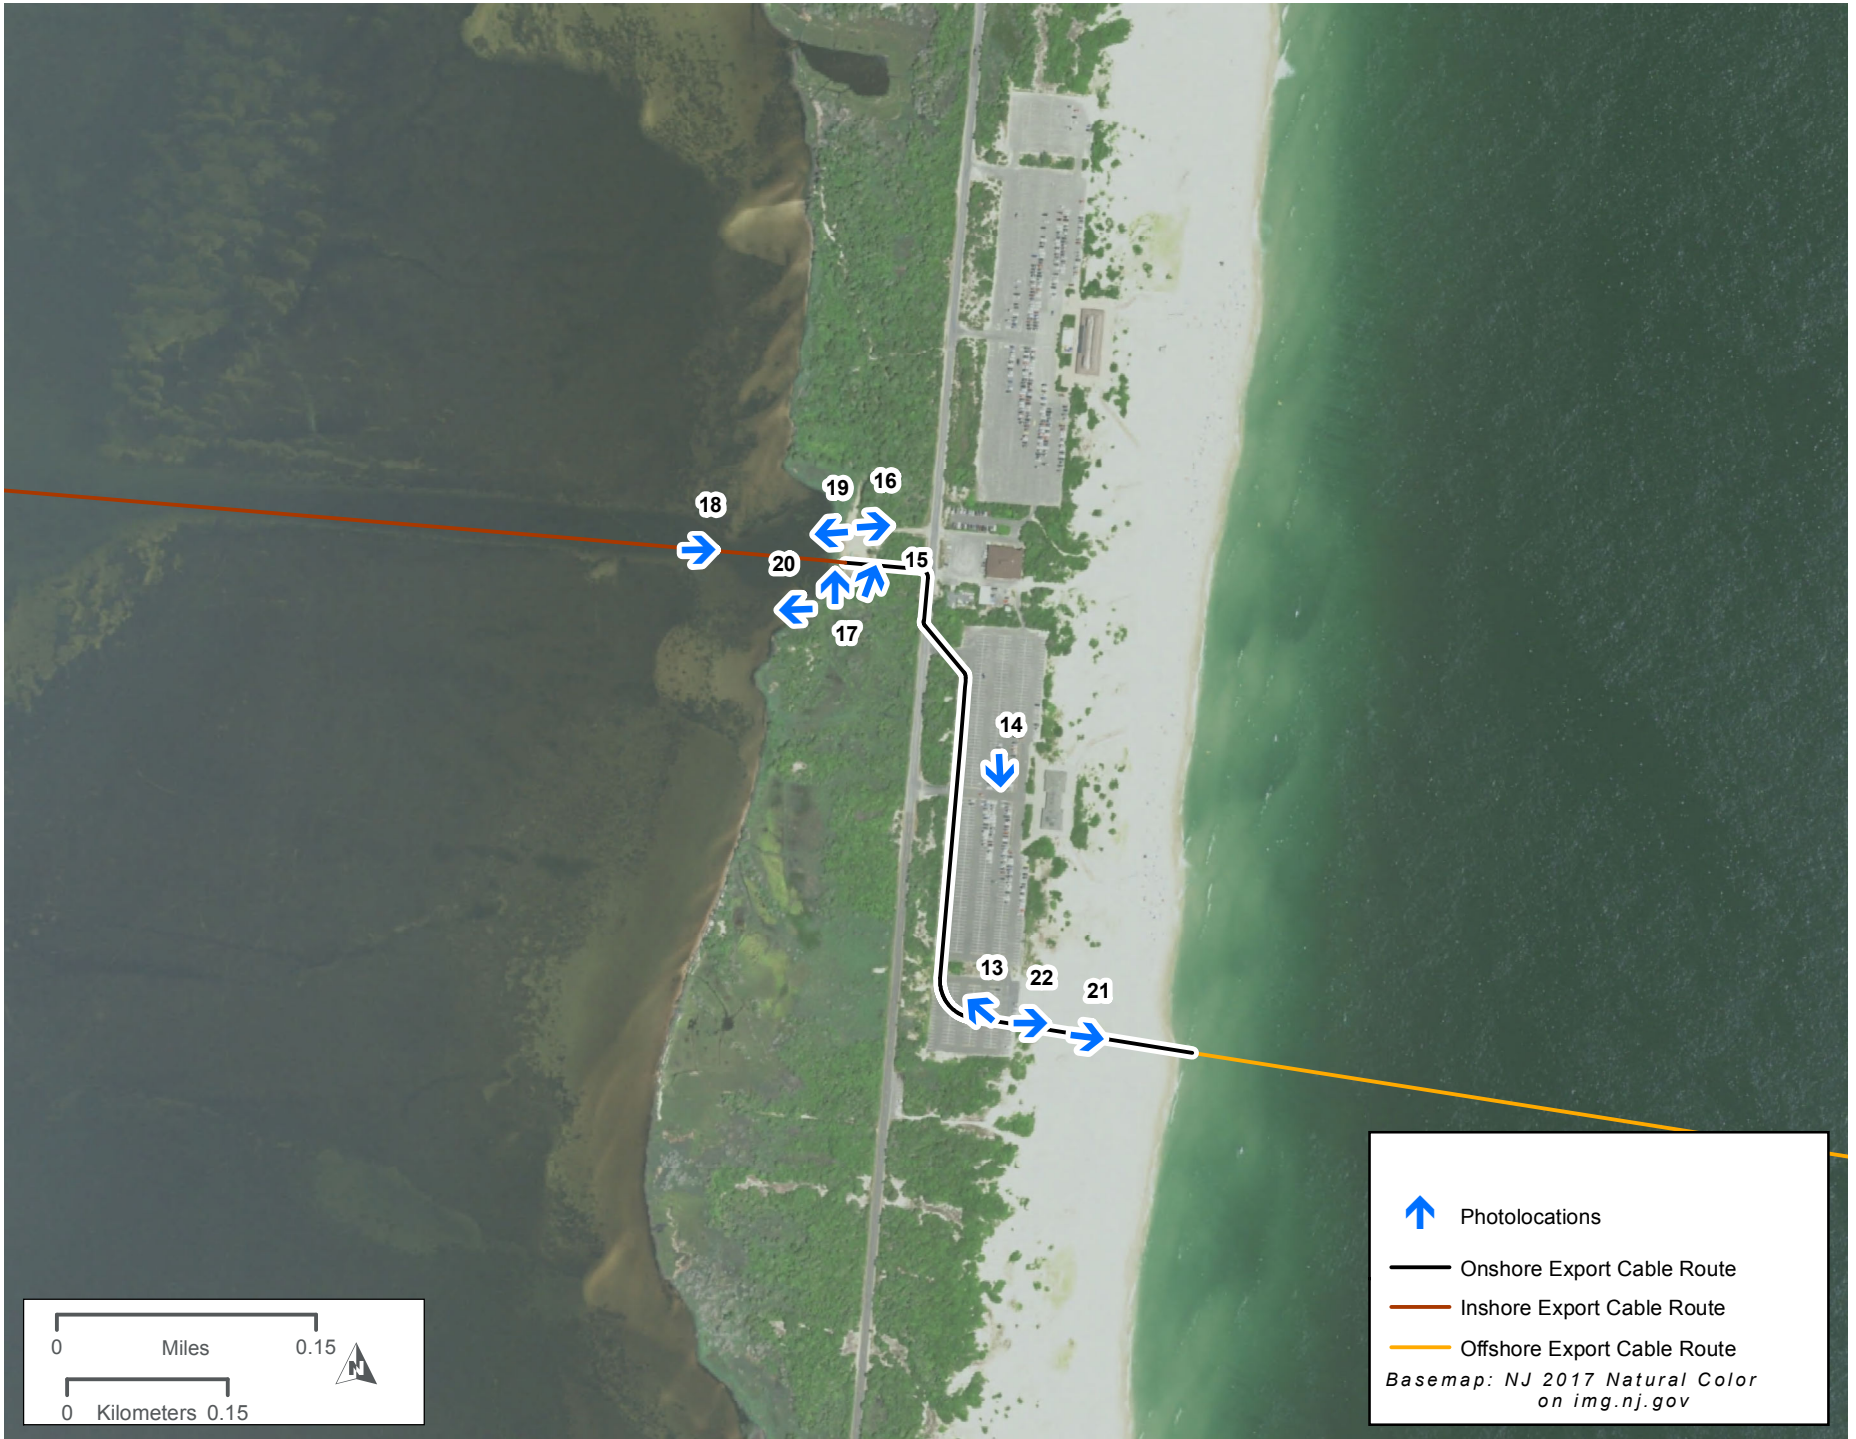 16
19
18
15
20
17
14
13
22
21
Photolocations
Onshore Export Cable Route
Inshore Export Cable Route
Offshore Export Cable Route
Basemap: NJ 2017 Natural Color
on img.nj.gov
0 Miles 0.15
N
0 Kilometers 0.15